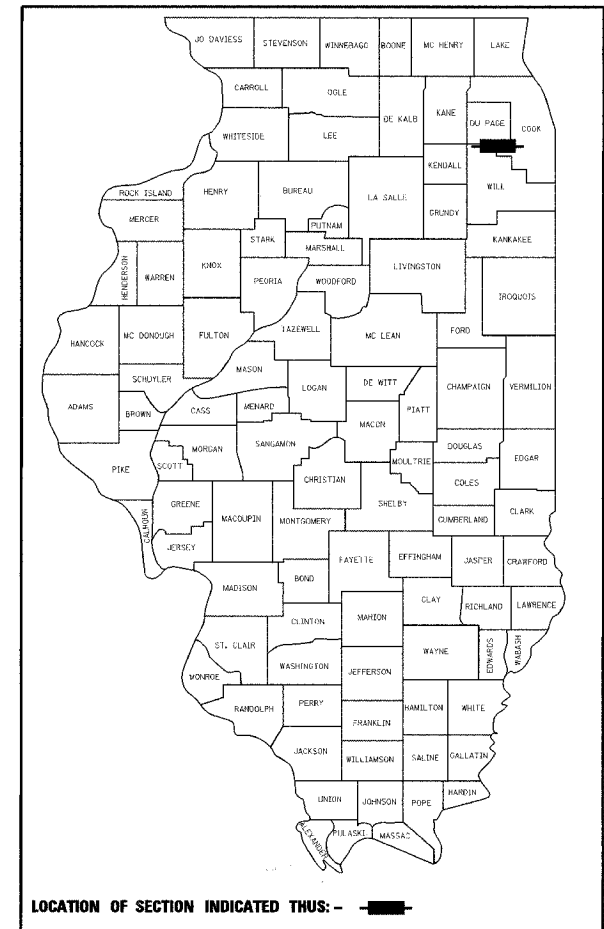 JO DAVIESS STEVENSON WINNEBAGO BOONE MC HENRY LAKE
CARROLL OGLE
DE KALB KANE DU PAGE COOK
WHITESIDE LEE
KENDALL WILL
ROCK ISLAND HENRY BUREAU LA SALLE GRUNDY
MERCER PUTNAM
STARK MARSHALL KANKAKEE
HENDERSON WARREN KNOX PEORIA WOODFORD LIVINGSTON
IROQUOIS
HANCOCK MC DONOUGH FULTON TAZEWELL MC LEAN FORD
MASON
SCHUYLER LOGAN DE WITT CHAMPAIGN VERMILION
ADAMS BROWN CASS MENARD MACON PIATT
MORGAN SANGAMON DOUGLAS
PIKE SCOTT CHRISTIAN MOULTRIE COLES EDGAR
GREENE SHELBY
CALHOUN MACOUPIN MONTGOMERY CUMBERLAND CLARK
JERSEY
FAYETTE EFFINGHAM JASPER CRAWFORD
MADISON BOND
CLAY RICHLAND LAWRENCE
CLINTON MARION
ST. CLAIR WAYNE EDWARDS WABASH
WASHINGTON JEFFERSON
MONROE
RANDOLPH PERRY HAMILTON WHITE
FRANKLIN
JACKSON WILLIAMSON SALINE GALLATIN
UNION JOHNSON POPE HARDIN
ALEXANDER PULASKI MASSAC
LOCATION OF SECTION INDICATED THUS: -